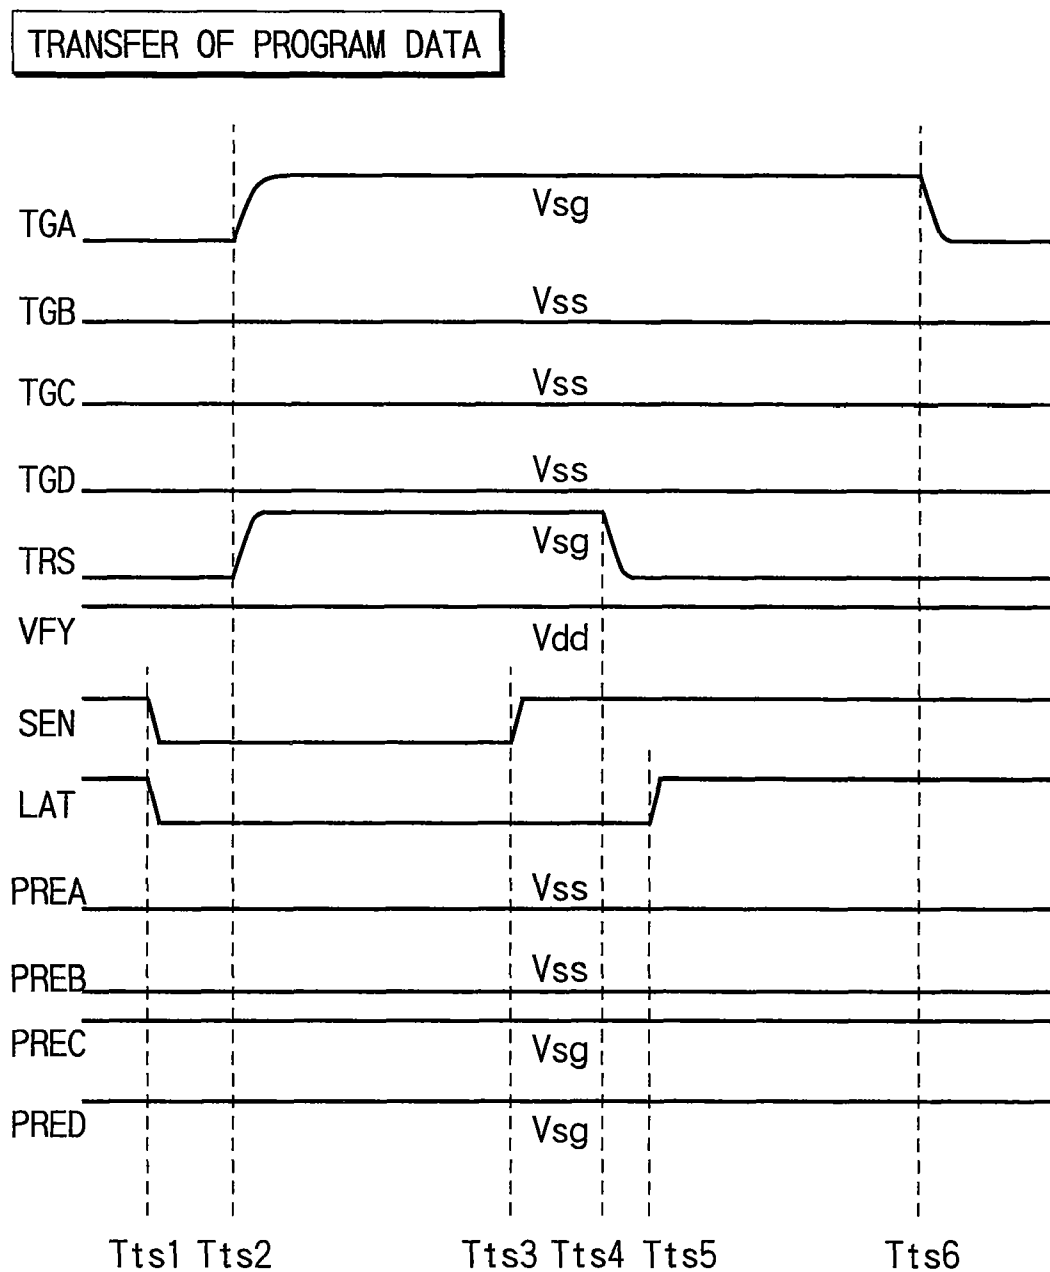 TRANSFER OF PROGRAM DATA
TGA Vsg
TGB Vss
TGC Vss
TGD Vss
TRS Vsg
VFY Vdd
SEN
LAT
PREA Vss
PREB Vss
PREC Vsg
PRED Vsg
Tts1 Tts2 Tts3 Tts4 Tts5 Tts6